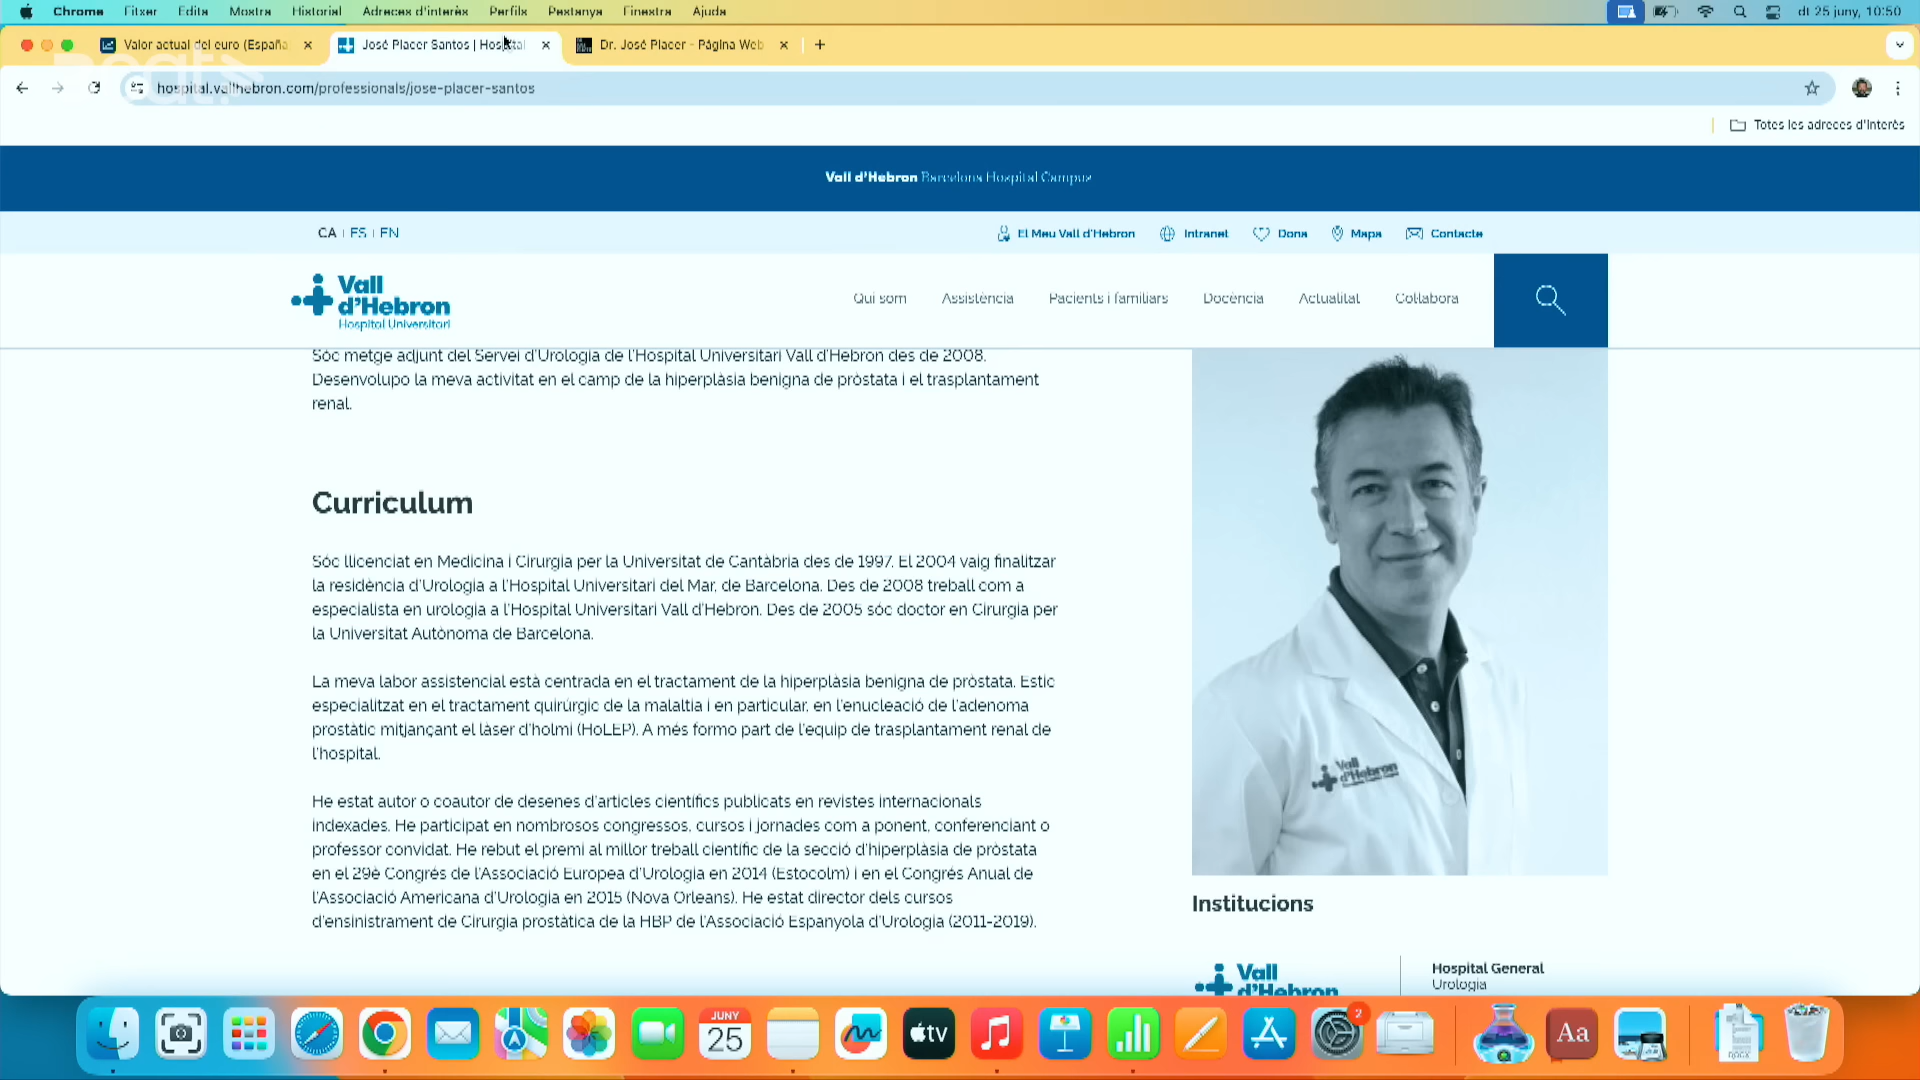 Chrome Fitxer Edita Mostra Historial Adreces d'interès Perfils Pestanya Finestra Ajuda
dt 25 juny, 10:50
Valor actual del euro (España
José Placer Santos | Hospital
Dr. José Placer - Página Web
hospital.vallhebron.com/professionals/jose-placer-santos
Totes les adreces d'interès
Vall d'Hebron Barcelona Hospital Campus
CA | ES | EN
El Meu Vall d'Hebron Intranet Dona Mapa Contacte
Vall
d'Hebron
Hospital Universitari
Qui som Assistència Pacients i familiars Docència Actualitat Col·labora
Sóc metge adjunt del Servei d'Urologia de l'Hospital Universitari Vall d'Hebron des de 2008.
Desenvolupo la meva activitat en el camp de la hiperplàsia benigna de pròstata i el trasplantament
renal.
Curriculum
Sóc llicenciat en Medicina i Cirurgia per la Universitat de Cantàbria des de 1997. El 2004 vaig finalitzar
la residència d'Urologia a l'Hospital Universitari del Mar, de Barcelona. Des de 2008 treball com a
especialista en urologia a l'Hospital Universitari Vall d'Hebron. Des de 2005 sóc doctor en Cirurgia per
la Universitat Autònoma de Barcelona.
La meva labor assistencial està centrada en el tractament de la hiperplàsia benigna de pròstata. Estic
especialitzat en el tractament quirúrgic de la malaltia i en particular, en l'enucleació de l'adenoma
prostàtic mitjançant el làser d'holmi (HoLEP). A més formo part de l'equip de trasplantament renal de
l'hospital.
He estat autor o coautor de desenes d'articles científics publicats en revistes internacionals
indexades. He participat en nombrosos congressos, cursos i jornades com a ponent, conferenciant o
professor convidat. He rebut el premi al millor treball científic de la secció d'hiperplàsia de pròstata
en el 29è Congrés de l'Associació Europea d'Urologia en 2014 (Estocolm) i en el Congrés Anual de
l'Associació Americana d'Urologia en 2015 (Nova Orleans). He estat director dels cursos
d'ensinistrament de Cirurgia prostàtica de la HBP de l'Associació Espanyola d'Urologia (2011-2019).
Vall
d'Hebron
Institucions
Vall
d'Hebron
Hospital General
Urologia
JUNY
25
tv
2
Aa
DOCX